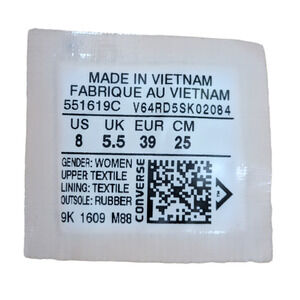 MADE IN VIETNAM
FABRIQUE AU VIETNAM
551619C V64RD5SK02084
US UK EUR CM
8 5.5 39 25
GENDER: WOMEN
UPPER TEXTILE
LINING: TEXTILE
OUTSOLE: RUBBER
9K 1609 M88
CONVERSE